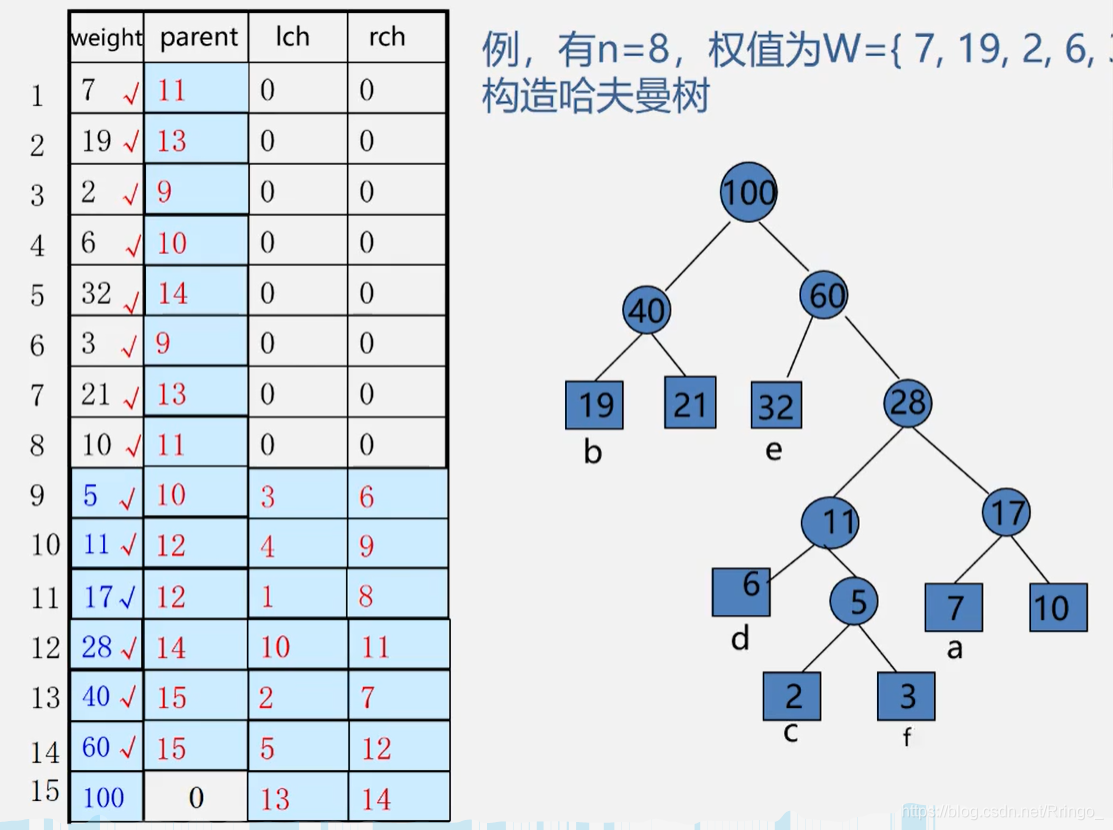 weight parent lch rch
1 7 √ 11 0 0
2 19 √ 13 0 0
3 2 √ 9 0 0
4 6 √ 10 0 0
5 32 √ 14 0 0
6 3 √ 9 0 0
7 21 √ 13 0 0
8 10 √ 11 0 0
9 5 √ 10 3 6
10 11 √ 12 4 9
11 17 √ 12 1 8
12 28 √ 14 10 11
13 40 √ 15 2 7
14 60 √ 15 5 12
15 100 0 13 14
例，有n=8，权值为W={ 7, 19, 2, 6,
构造哈夫曼树
100
40 60
19 21 32 28
b e
11 17
6 5 7 10
d a
2 3
c f
https://blog.csdn.net/Rringo_